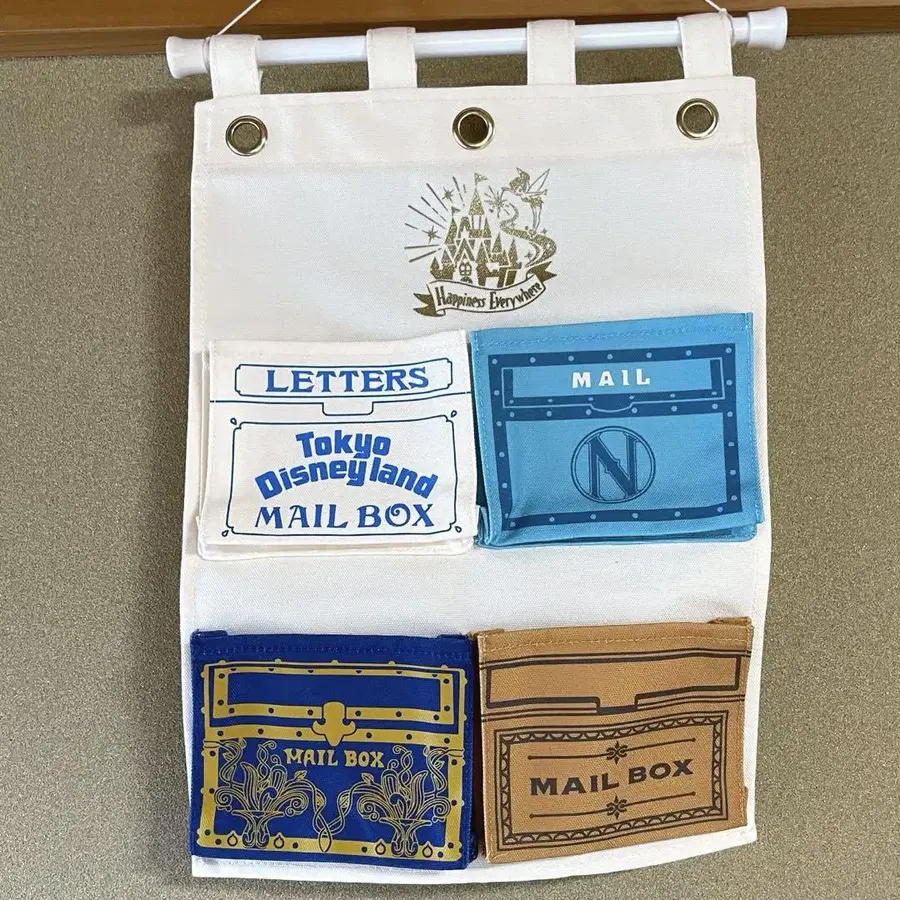 Happiness Everywhere
LETTERS
Tokyo
Disneyland
MAIL BOX
MAIL
N
MAIL BOX
MAIL BOX